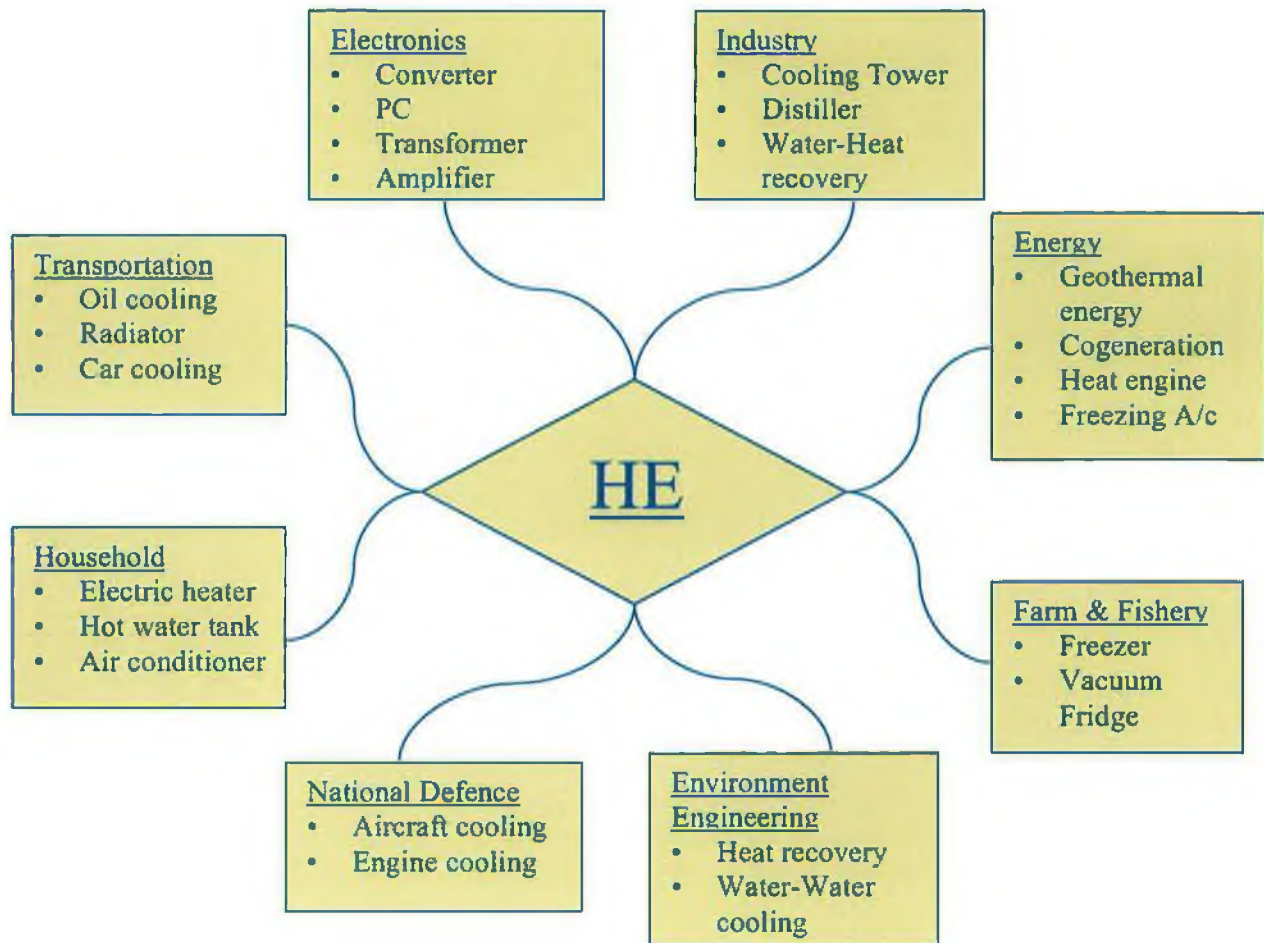 Electronics
• Converter
• PC
• Transformer
• Amplifier
Industry
• Cooling Tower
• Distiller
• Water-Heat
recovery
Transportation
• Oil cooling
• Radiator
• Car cooling
Energy
• Geothermal
energy
• Cogeneration
• Heat engine
• Freezing A/c
HE
Household
• Electric heater
• Hot water tank
• Air conditioner
Farm & Fishery
• Freezer
• Vacuum
Fridge
National Defence
• Aircraft cooling
• Engine cooling
Environment
Engineering
• Heat recovery
• Water-Water
cooling